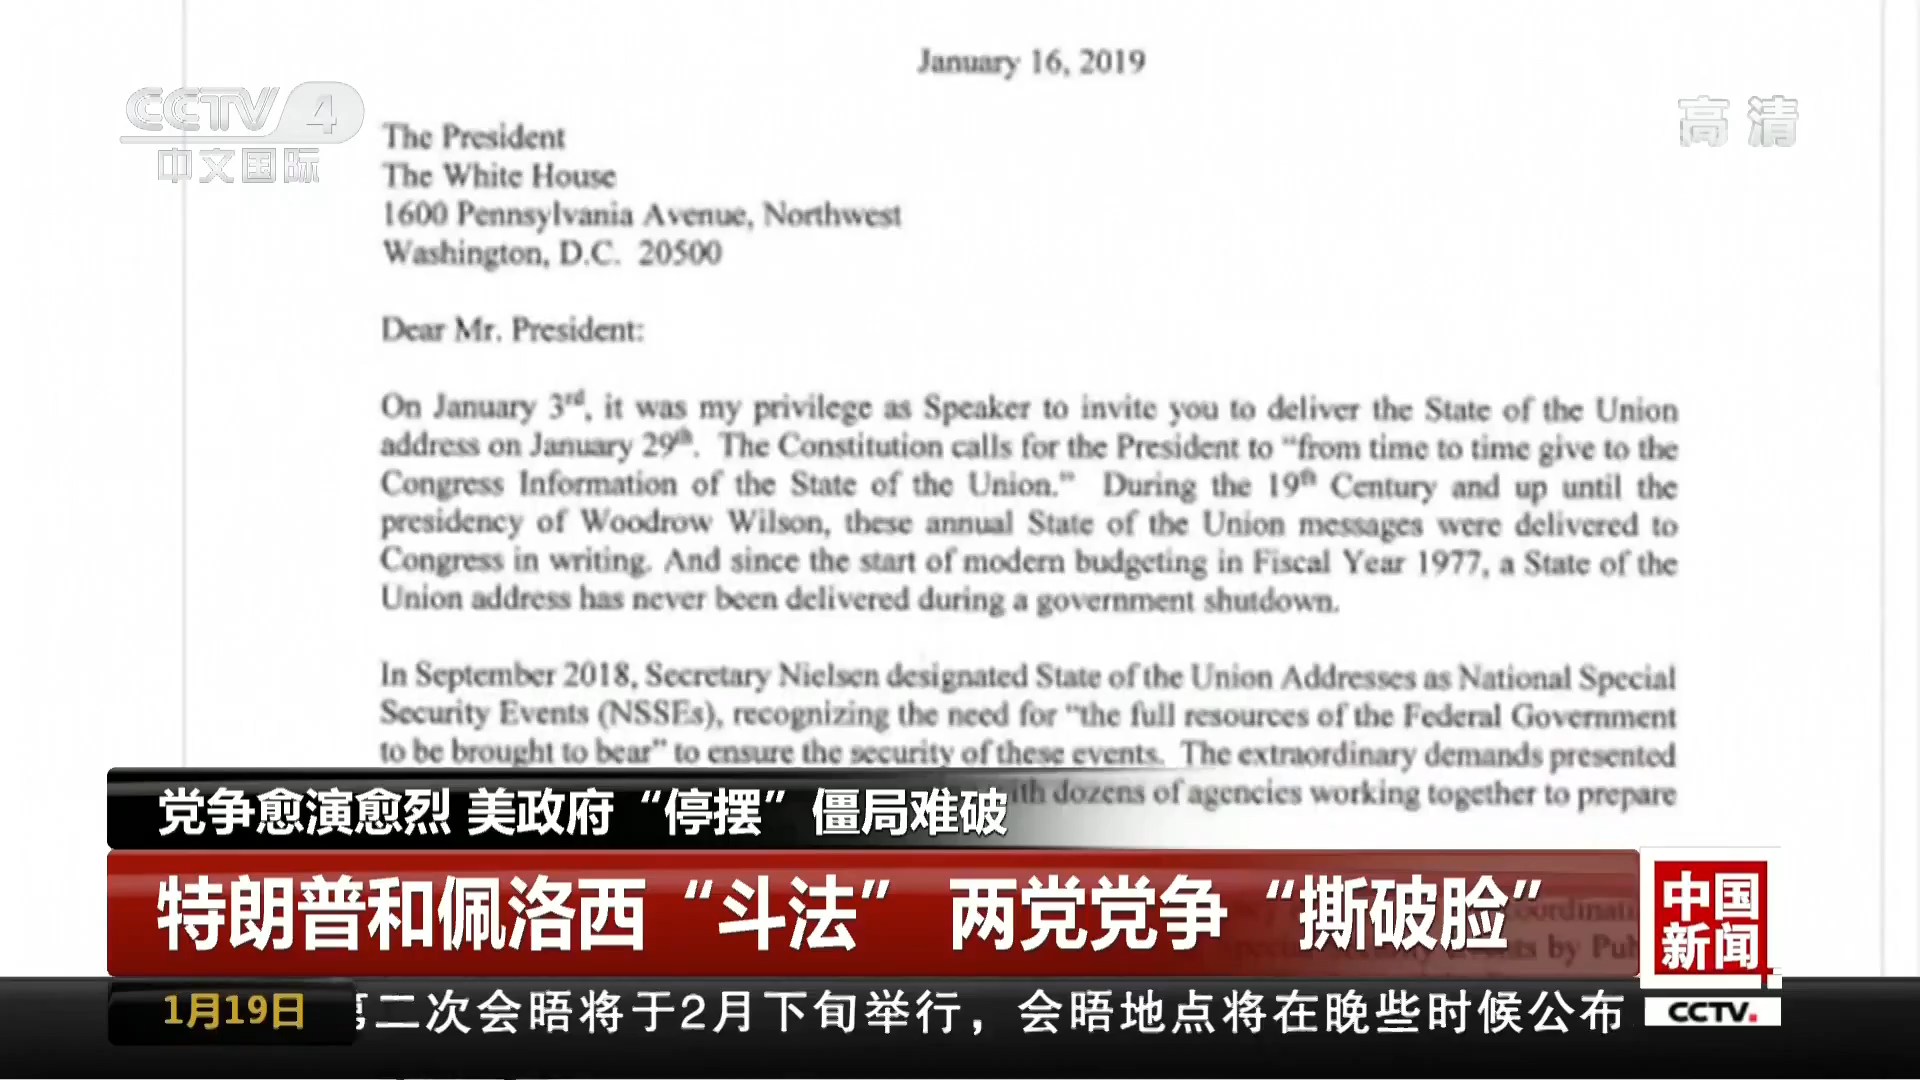 January 16, 2019
CCTV 4
中文国际
高清
The President
The White House
1600 Pennsylvania Avenue, Northwest
Washington, D.C. 20500
Dear Mr. President:
On January 3rd, it was my privilege as Speaker to invite you to deliver the State of the Union
address on January 29th. The Constitution calls for the President to “from time to time give to the
Congress Information of the State of the Union.” During the 19th Century and up until the
presidency of Woodrow Wilson, these annual State of the Union messages were delivered to
Congress in writing. And since the start of modern budgeting in Fiscal Year 1977, a State of the
Union address has never been delivered during a government shutdown.
In September 2018, Secretary Nielsen designated State of the Union Addresses as National Special
Security Events (NSSEs), recognizing the need for “the full resources of the Federal Government
to be brought to bear” to ensure the security of these events. The extraordinary demands presented
dozens of agencies working together to prepare
党争愈演愈烈 美政府“停摆”僵局难破
特朗普和佩洛西“斗法” 两党党争“撕破脸”
中国
新闻
CCTV.
1月19日
二次会晤将于2月下旬举行，会晤地点将在晚些时候公布